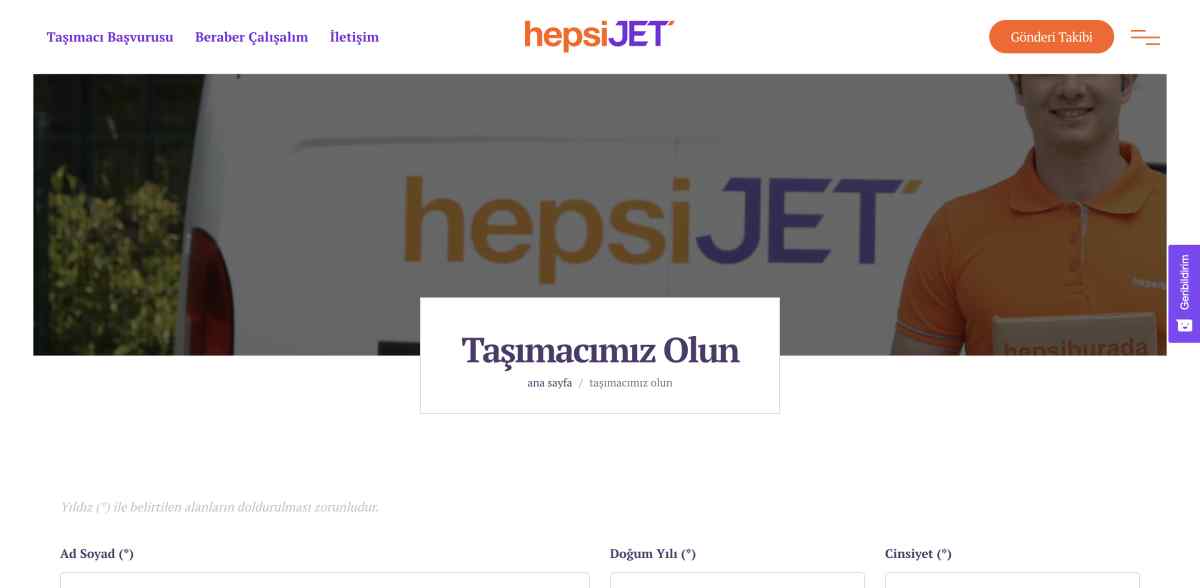 Taşımacı Başvurusu Beraber Çalışalım İletişim
hepsiJET
Gönderi Takibi
hepsiJET
hepsiburada
Geribildirim
Taşımacımız Olun
ana sayfa / taşımacımız olun
Yıldız (*) ile belirtilen alanların doldurulması zorunludur.
Ad Soyad (*) Doğum Yılı (*) Cinsiyet (*)